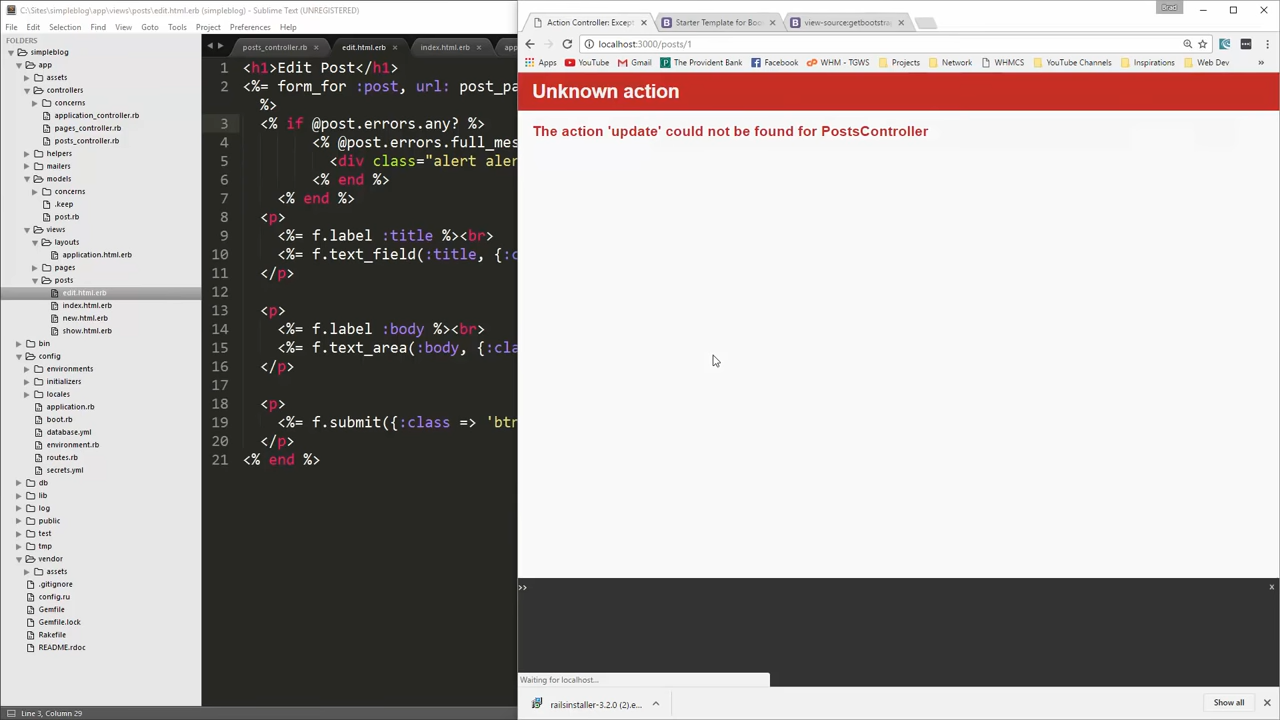 C:\Sites\simpleblog\app\views\posts\edit.html.erb (simpleblog) - Sublime Text (UNREGISTERED)
File Edit Selection Find View Goto Tools Project Preferences Help
FOLDERS
simpleblog
app
assets
controllers
concerns
application_controller.rb
pages_controller.rb
posts_controller.rb
helpers
mailers
models
concerns
.keep
post.rb
views
layouts
application.html.erb
pages
posts
edit.html.erb
index.html.erb
new.html.erb
show.html.erb
bin
config
environments
initializers
locales
application.rb
boot.rb
database.yml
environment.rb
routes.rb
secrets.yml
db
lib
log
public
test
tmp
vendor
assets
.gitignore
config.ru
Gemfile
Gemfile.lock
Rakefile
README.rdoc
posts_controller.rb × edit.html.erb × index.html.erb × app
1 <h1>Edit Post</h1>
2 <%= form_for :post, url: post_pa
%>
3 <% if @post.errors.any? %>
4 <% @post.errors.full_mes
5 <div class="alert aler
6 <% end %>
7 <% end %>
8 <p>
9 <%= f.label :title %><br>
10 <%= f.text_field(:title, {:c
11 </p>
12
13 <p>
14 <%= f.label :body %><br>
15 <%= f.text_area(:body, {:cla
16 </p>
17
18 <p>
19 <%= f.submit({:class => 'btn
20 </p>
21 <% end %>
Line 3, Column 29
Brad
Action Controller: Except × Starter Template for Boo × view-source:getbootstrap ×
localhost:3000/posts/1
Apps YouTube Gmail The Provident Bank Facebook WHM - TGWS Projects Network WHMCS YouTube Channels Inspirations Web Dev
Unknown action
The action 'update' could not be found for PostsController
>> x
Waiting for localhost...
railsinstaller-3.2.0 (2).e... Show all ×